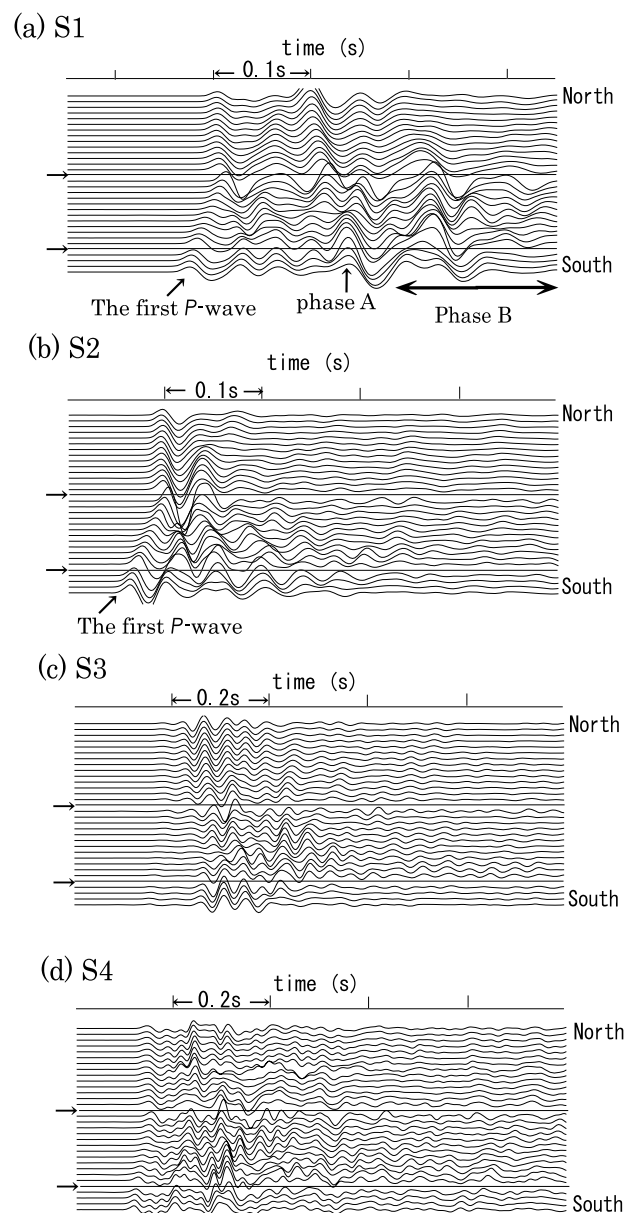 (a) S1
time (s)
0.1s
North
South
The first P-wave
phase A
Phase B
(b) S2
time (s)
0.1s
North
South
The first P-wave
(c) S3
time (s)
0.2s
North
South
(d) S4
time (s)
0.2s
North
South